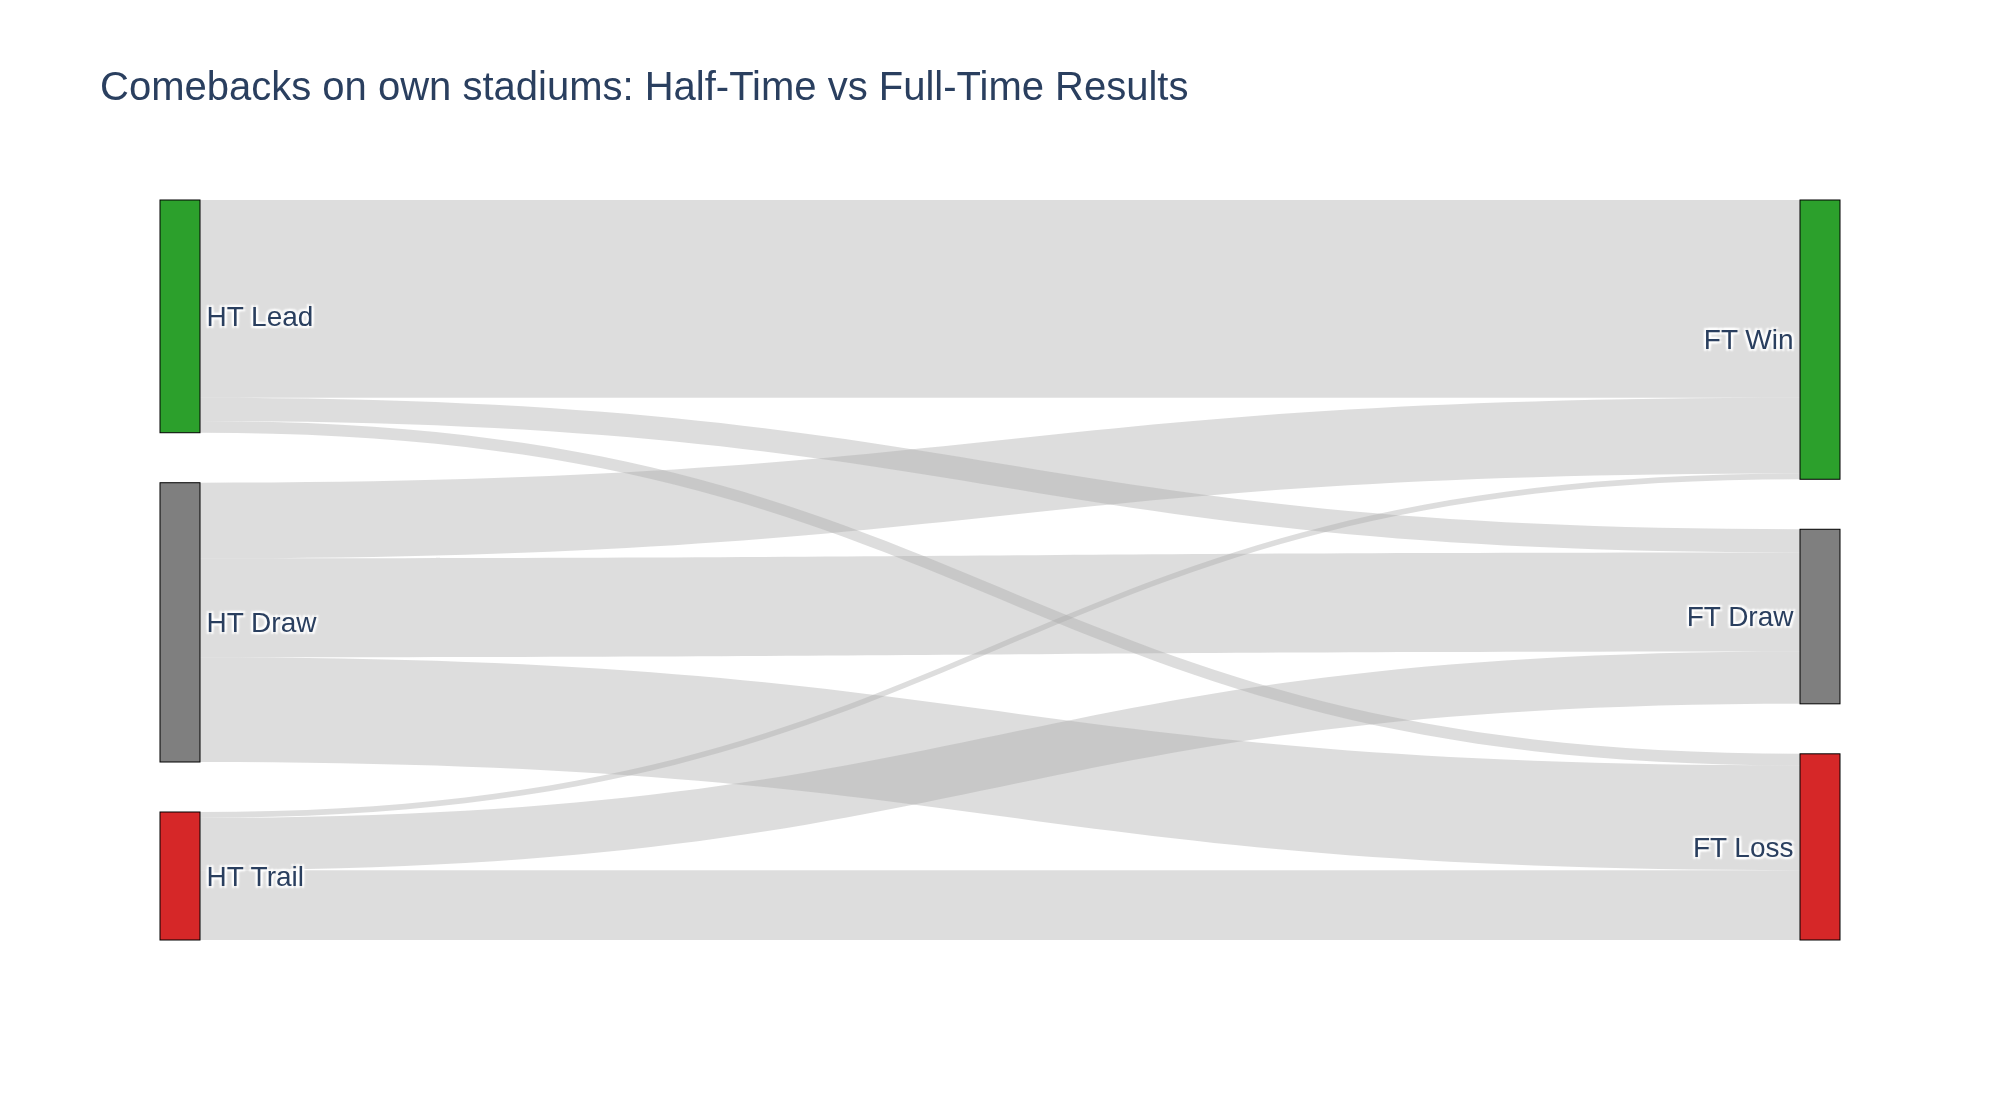 Comebacks on own stadiums: Half-Time vs Full-Time Results
HT Lead
FT Win
HT Draw
FT Draw
HT Trail
FT Loss